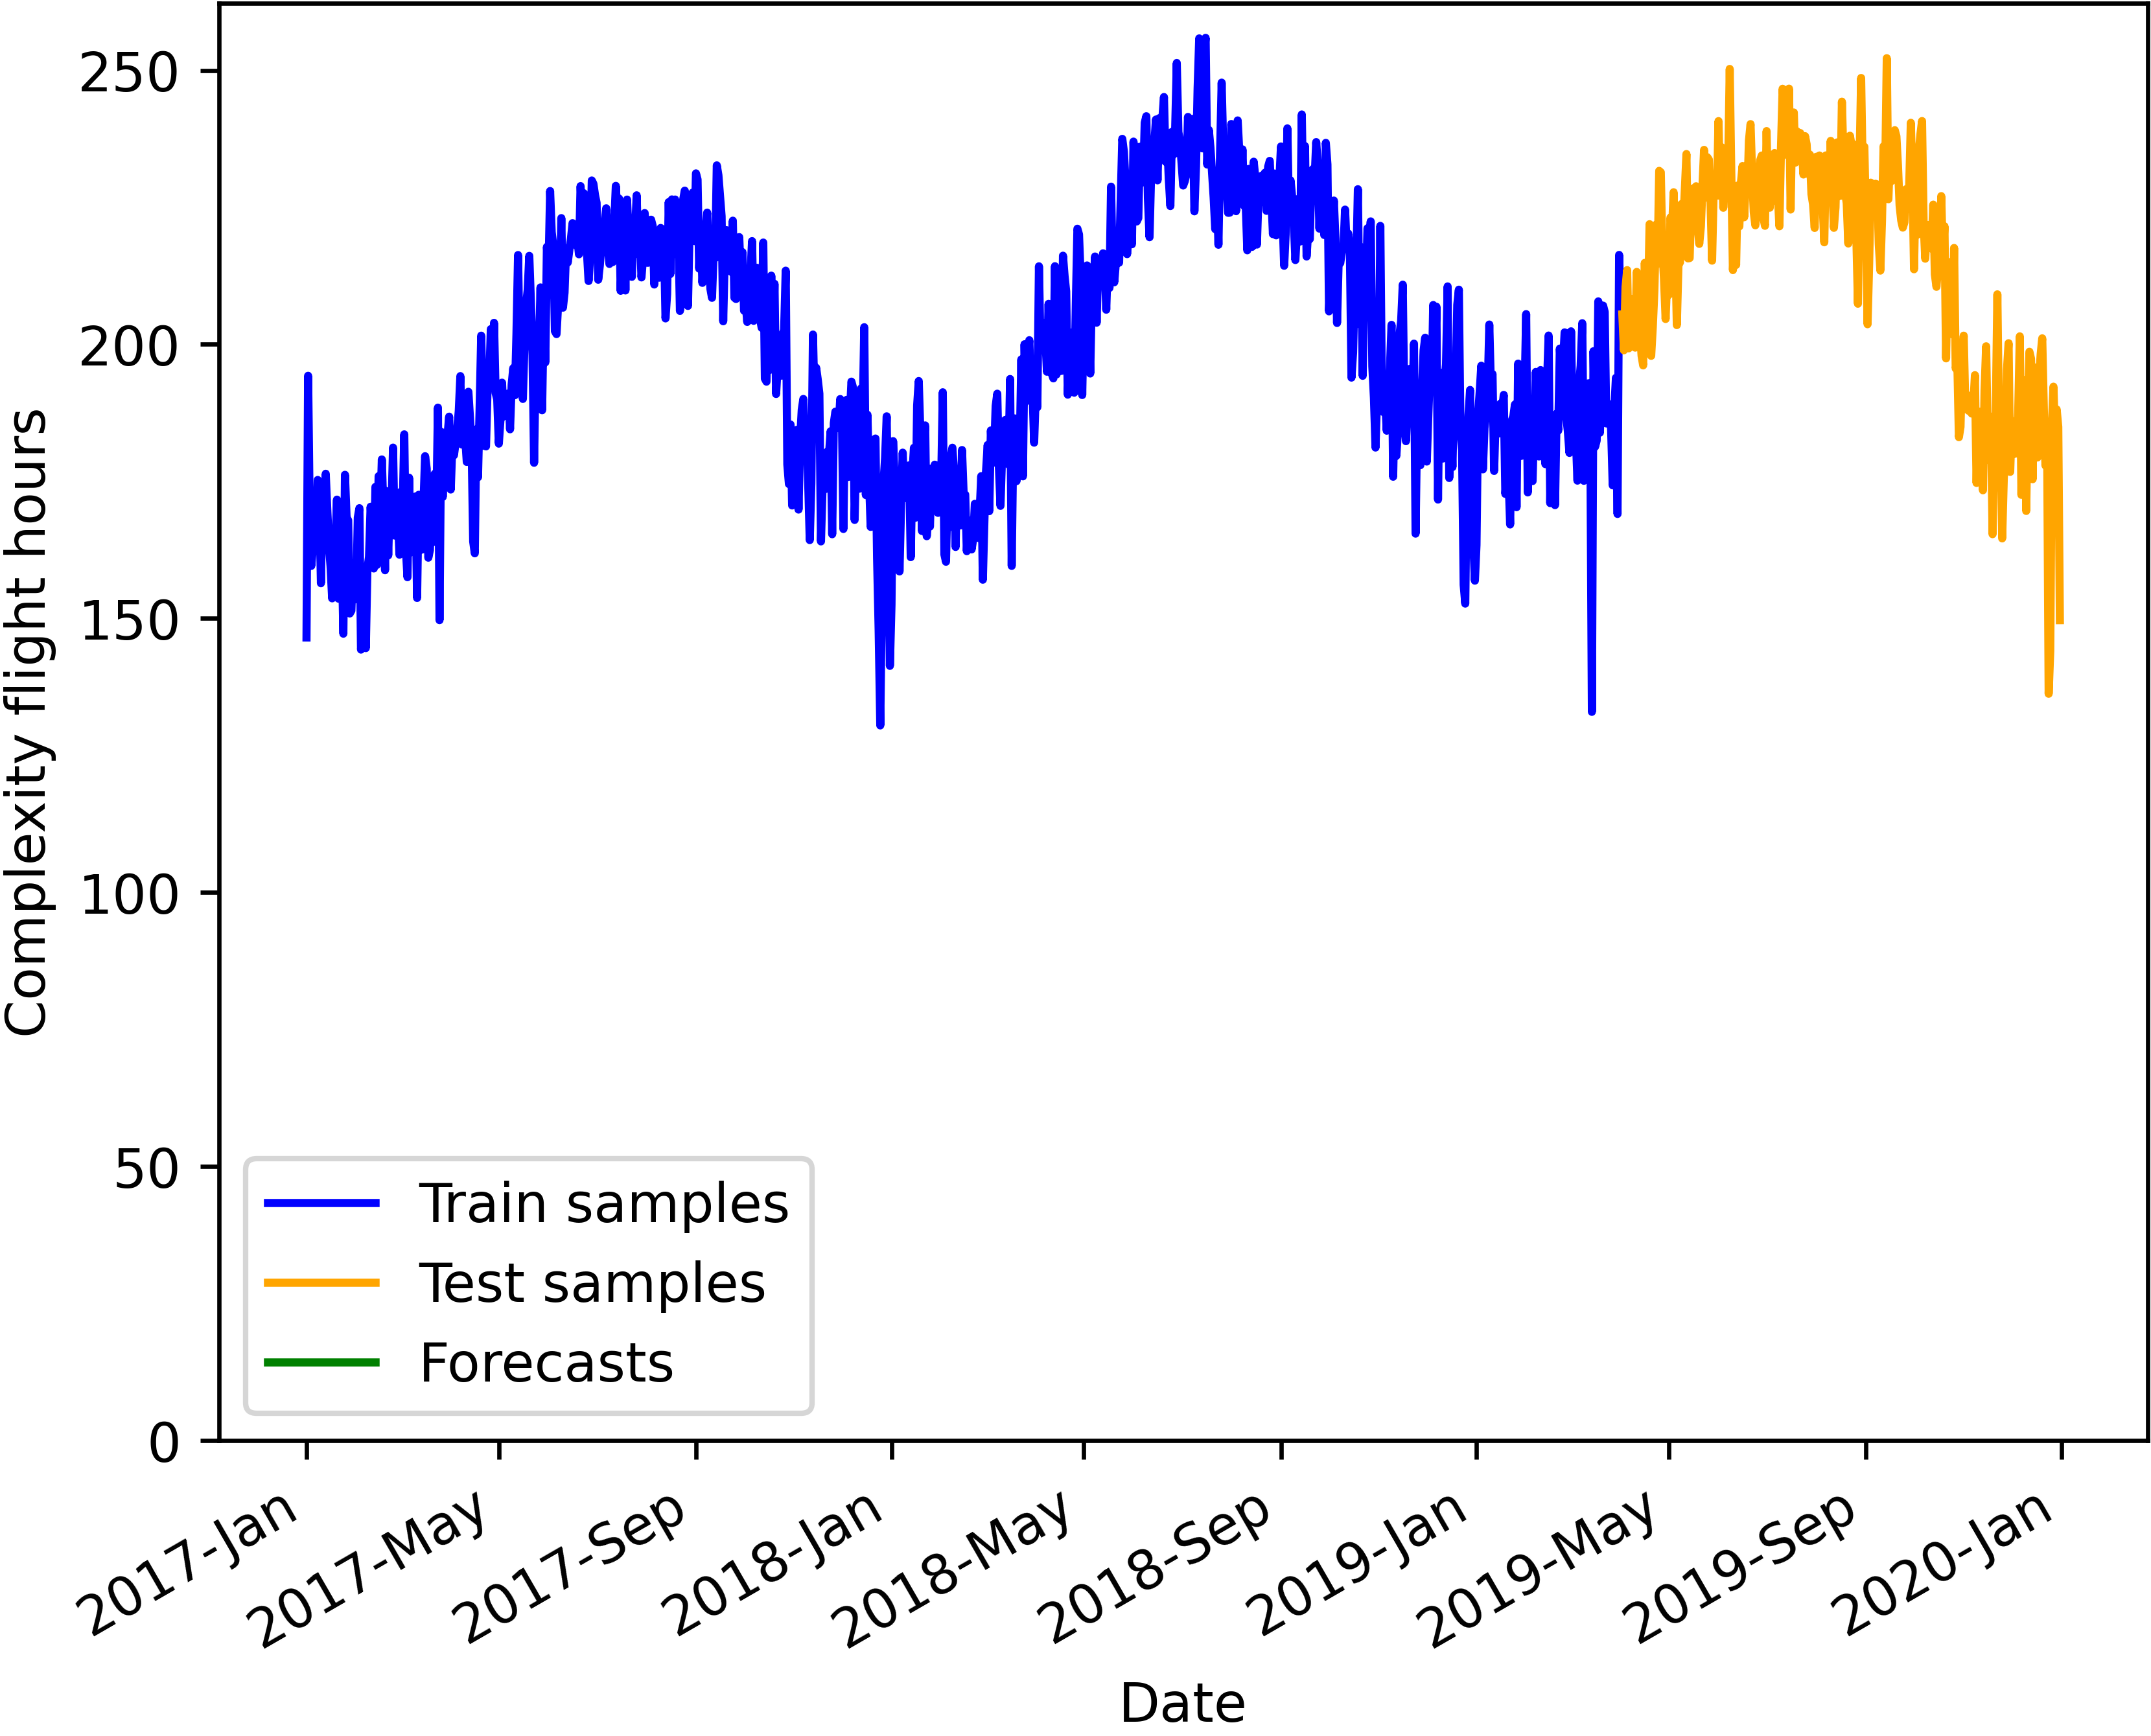 Complexity flight hours
250
200
150
100
50
0
Train samples
Test samples
Forecasts
2017-Jan
2017-May
2017-Sep
2018-Jan
2018-May
2018-Sep
2019-Jan
2019-May
2019-Sep
2020-Jan
Date